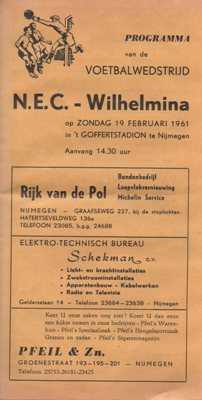 PROGRAMMA
van de
VOETBALWEDSTRIJD
N.E.C. - Wilhelmina
op ZONDAG 19 FEBRUARI 1961
in 't GOFFERTSTADION te Nijmegen
Aanvang 14.30 uur
Rijk van de Pol
Bandenbedrijf
Loopvlakvernieuwing
Michelin Service
NIJMEGEN - GRAAFSEWEG 227, bij de stoplichten
HATERTSEVELDWEG 136a
TELEFOON 23085, b.g.g. 24688
ELEKTRO-TECHNISCH BUREAU
Schekman c.v.
• Licht- en krachtinstallaties
• Zwakstroominstallaties
• Apparatenbouw - Kabelwerken
• Radio en Televisie
Gelderselaan 14 - Telefoon 23664-23638 - Nijmegen
Kent U onze zaken nog niet? Komt U dan eens
een kijkje nemen in onze bedrijven - Pfeil's Waren-
huis - Pfeil's Speciaalzaak - Pfeil's Hengelsportzaak
Granen en zaden - Pfeil's Sigarenmagazijn
PFEIL & Zn.
GROENESTRAAT 193-195-201 - NIJMEGEN
Telefoon: 25753-26181-23925